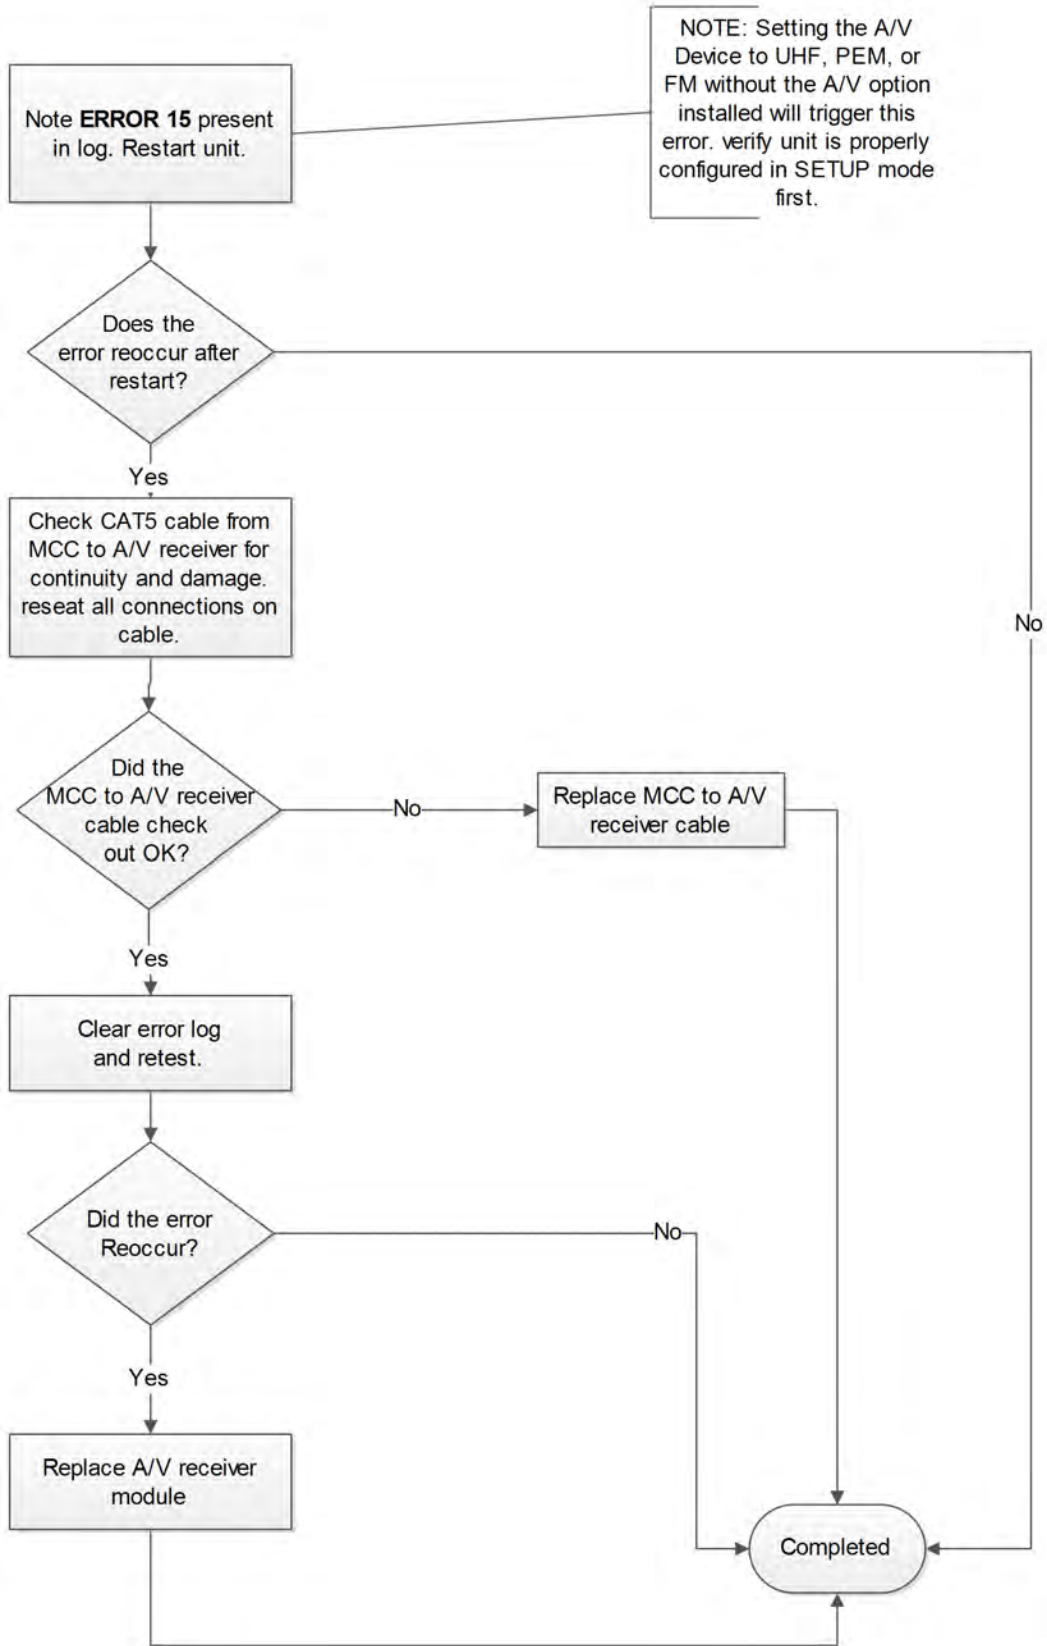 Note ERROR 15 present
in log. Restart unit.
NOTE: Setting the A/V
Device to UHF, PEM, or
FM without the A/V option
installed will trigger this
error. verify unit is properly
configured in SETUP mode
first.
Does the
error reoccur after
restart?
Yes
No
Check CAT5 cable from
MCC to A/V receiver for
continuity and damage.
reseat all connections on
cable.
Did the
MCC to A/V receiver
cable check
out OK?
No
Replace MCC to A/V
receiver cable
Yes
Clear error log
and retest.
Did the error
Reoccur?
No
Yes
Replace A/V receiver
module
Completed